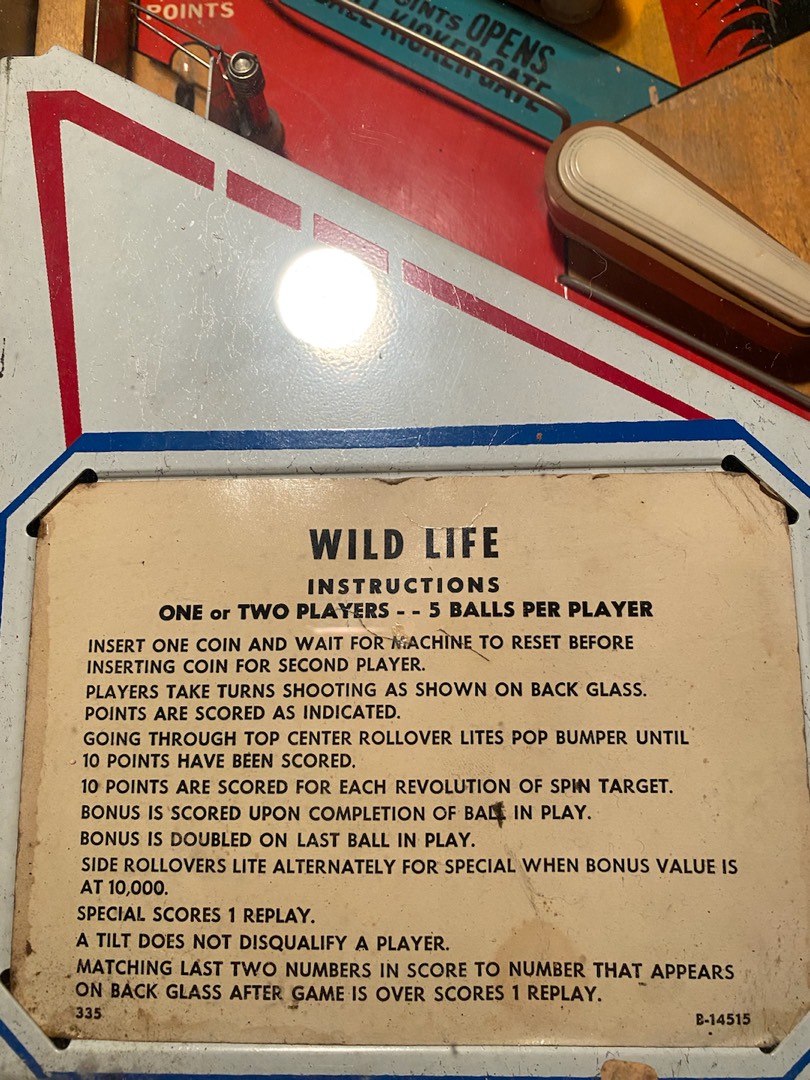 POINTS
POINTS OPENS
KICKER GATE
WILD LIFE
INSTRUCTIONS
ONE or TWO PLAYERS - - 5 BALLS PER PLAYER
INSERT ONE COIN AND WAIT FOR MACHINE TO RESET BEFORE
INSERTING COIN FOR SECOND PLAYER.
PLAYERS TAKE TURNS SHOOTING AS SHOWN ON BACK GLASS.
POINTS ARE SCORED AS INDICATED.
GOING THROUGH TOP CENTER ROLLOVER LITES POP BUMPER UNTIL
10 POINTS HAVE BEEN SCORED.
10 POINTS ARE SCORED FOR EACH REVOLUTION OF SPIN TARGET.
BONUS IS SCORED UPON COMPLETION OF BALL IN PLAY.
BONUS IS DOUBLED ON LAST BALL IN PLAY.
SIDE ROLLOVERS LITE ALTERNATELY FOR SPECIAL WHEN BONUS VALUE IS
AT 10,000.
SPECIAL SCORES 1 REPLAY.
A TILT DOES NOT DISQUALIFY A PLAYER.
MATCHING LAST TWO NUMBERS IN SCORE TO NUMBER THAT APPEARS
ON BACK GLASS AFTER GAME IS OVER SCORES 1 REPLAY.
335
B-14515